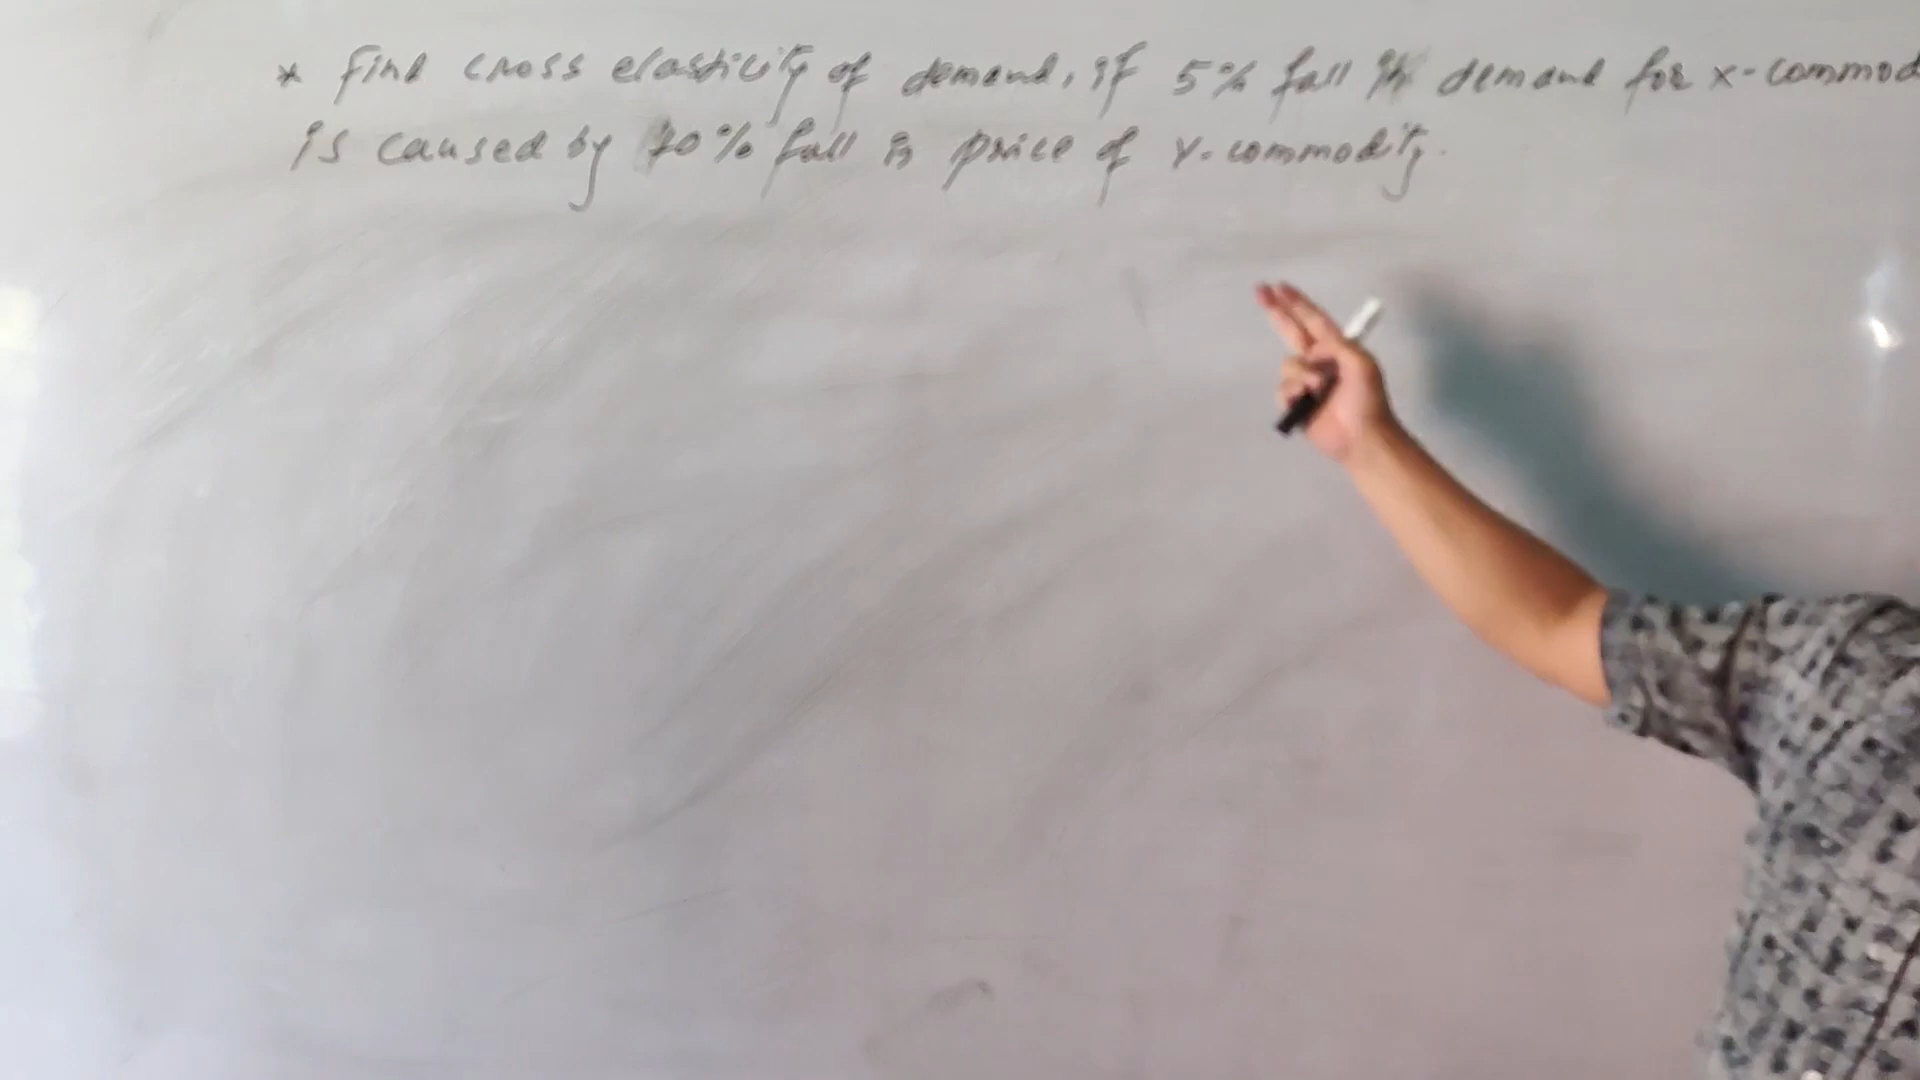 * Find cross elasticity of demand, if 5% fall in demand for x-commod
is caused by 10% fall in price of Y-commodity.